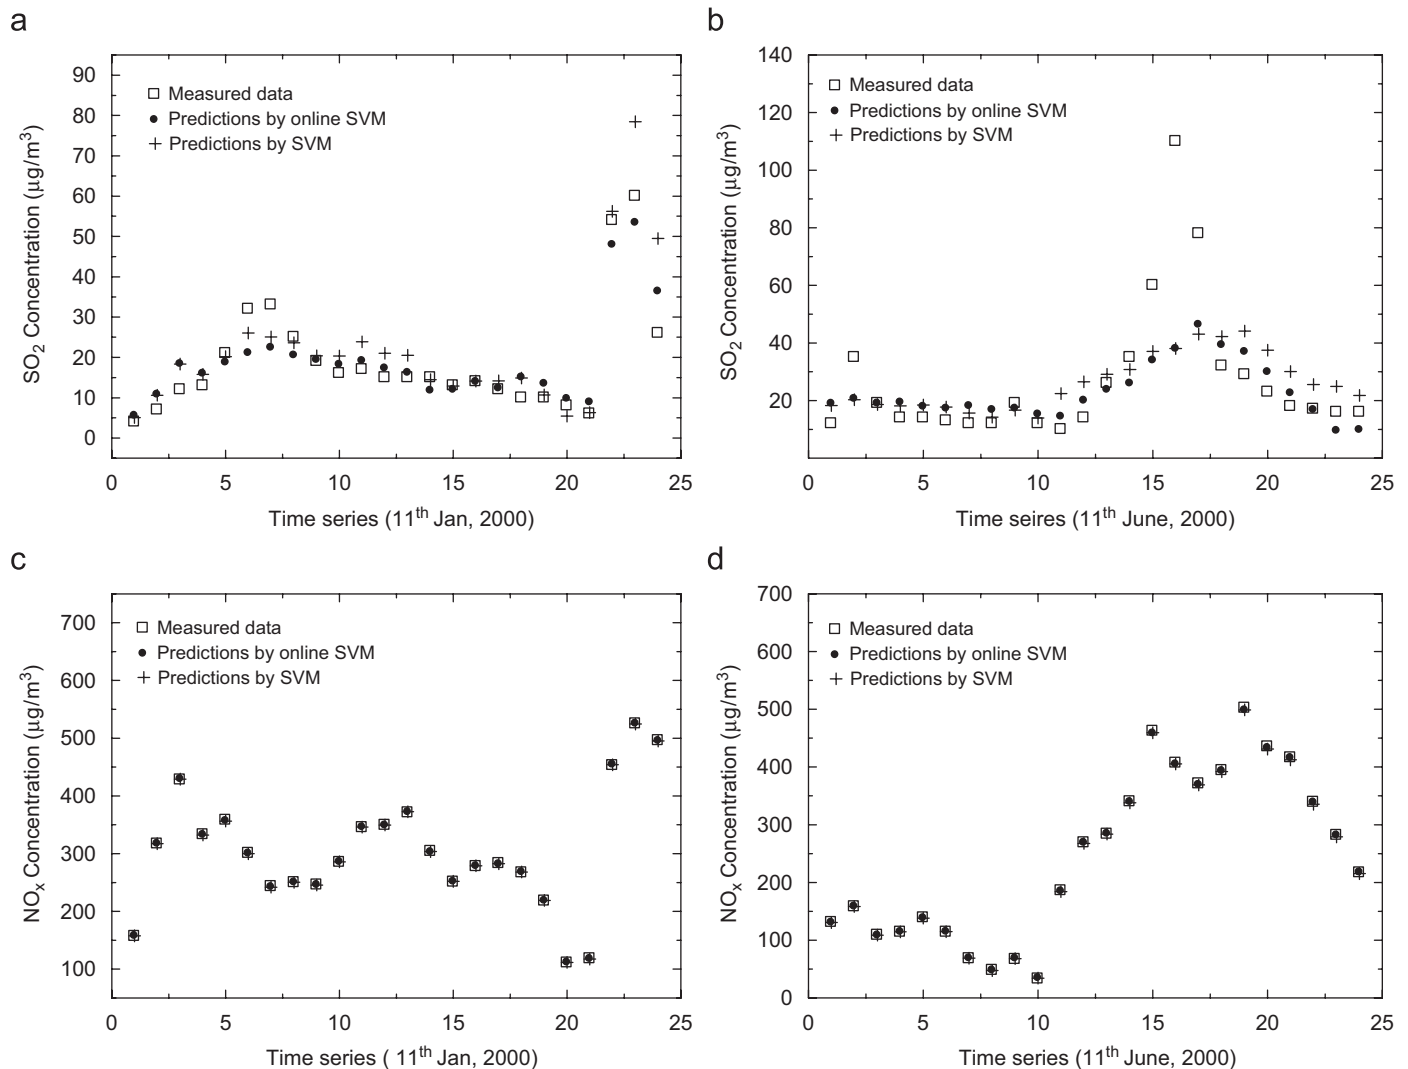 a
90
80
70
60
50
40
30
20
10
0
SO2 Concentration (μg/m3)
Measured data
Predictions by online SVM
Predictions by SVM
0 5 10 15 20 25
Time series (11th Jan, 2000)
b
140
120
100
80
60
40
20
SO2 Concentration (μg/m3)
Measured data
Predictions by online SVM
Predictions by SVM
0 5 10 15 20 25
Time seires (11th June, 2000)
c
700
600
500
400
300
200
100
NOx Concentration (μg/m3)
Measured data
Predictions by online SVM
Predictions by SVM
0 5 10 15 20 25
Time series ( 11th Jan, 2000)
d
700
600
500
400
300
200
100
0
NOx Concentration (μg/m3)
Measured data
Predictions by online SVM
Predictions by SVM
0 5 10 15 20 25
Time series (11th June, 2000)